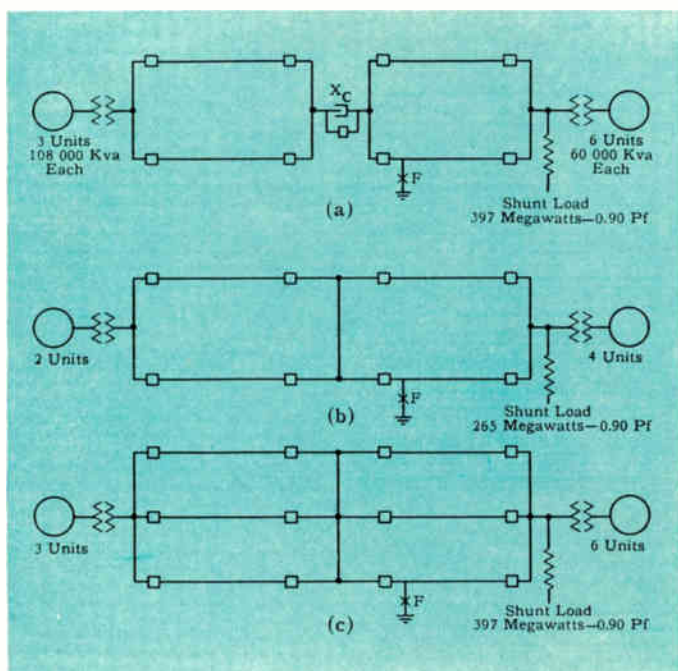 X_C
3 Units
108 000 Kva
Each
6 Units
60 000 Kva
Each
F
Shunt Load
397 Megawatts—0.90 Pf
(a)
2 Units
4 Units
F
Shunt Load
265 Megawatts—0.90 Pf
(b)
3 Units
6 Units
F
Shunt Load
397 Megawatts—0.90 Pf
(c)